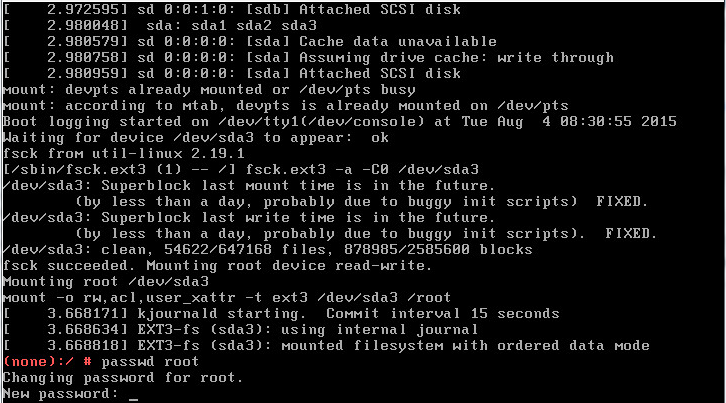 [    2.972595] sd 0:0:1:0: [sdb] Attached SCSI disk
[    2.980048]  sda: sda1 sda2 sda3
[    2.980579] sd 0:0:0:0: [sda] Cache data unavailable
[    2.980758] sd 0:0:0:0: [sda] Assuming drive cache: write through
[    2.980959] sd 0:0:0:0: [sda] Attached SCSI disk
mount: devpts already mounted or /dev/pts busy
mount: according to mtab, devpts is already mounted on /dev/pts
Boot logging started on /dev/tty1(/dev/console) at Tue Aug  4 08:30:55 2015
Waiting for device /dev/sda3 to appear:  ok
fsck from util-linux 2.19.1
[/sbin/fsck.ext3 (1) -- /] fsck.ext3 -a -C0 /dev/sda3
/dev/sda3: Superblock last mount time is in the future.
        (by less than a day, probably due to buggy init scripts)  FIXED.
/dev/sda3: Superblock last write time is in the future.
        (by less than a day, probably due to buggy init scripts).  FIXED.
/dev/sda3: clean, 54622/647168 files, 878985/2585600 blocks
fsck succeeded. Mounting root device read-write.
Mounting root /dev/sda3
mount -o rw,acl,user_xattr -t ext3 /dev/sda3 /root
[    3.668171] kjournald starting.  Commit interval 15 seconds
[    3.668634] EXT3-fs (sda3): using internal journal
[    3.668818] EXT3-fs (sda3): mounted filesystem with ordered data mode
(none):/ # passwd root
Changing password for root.
New password: _